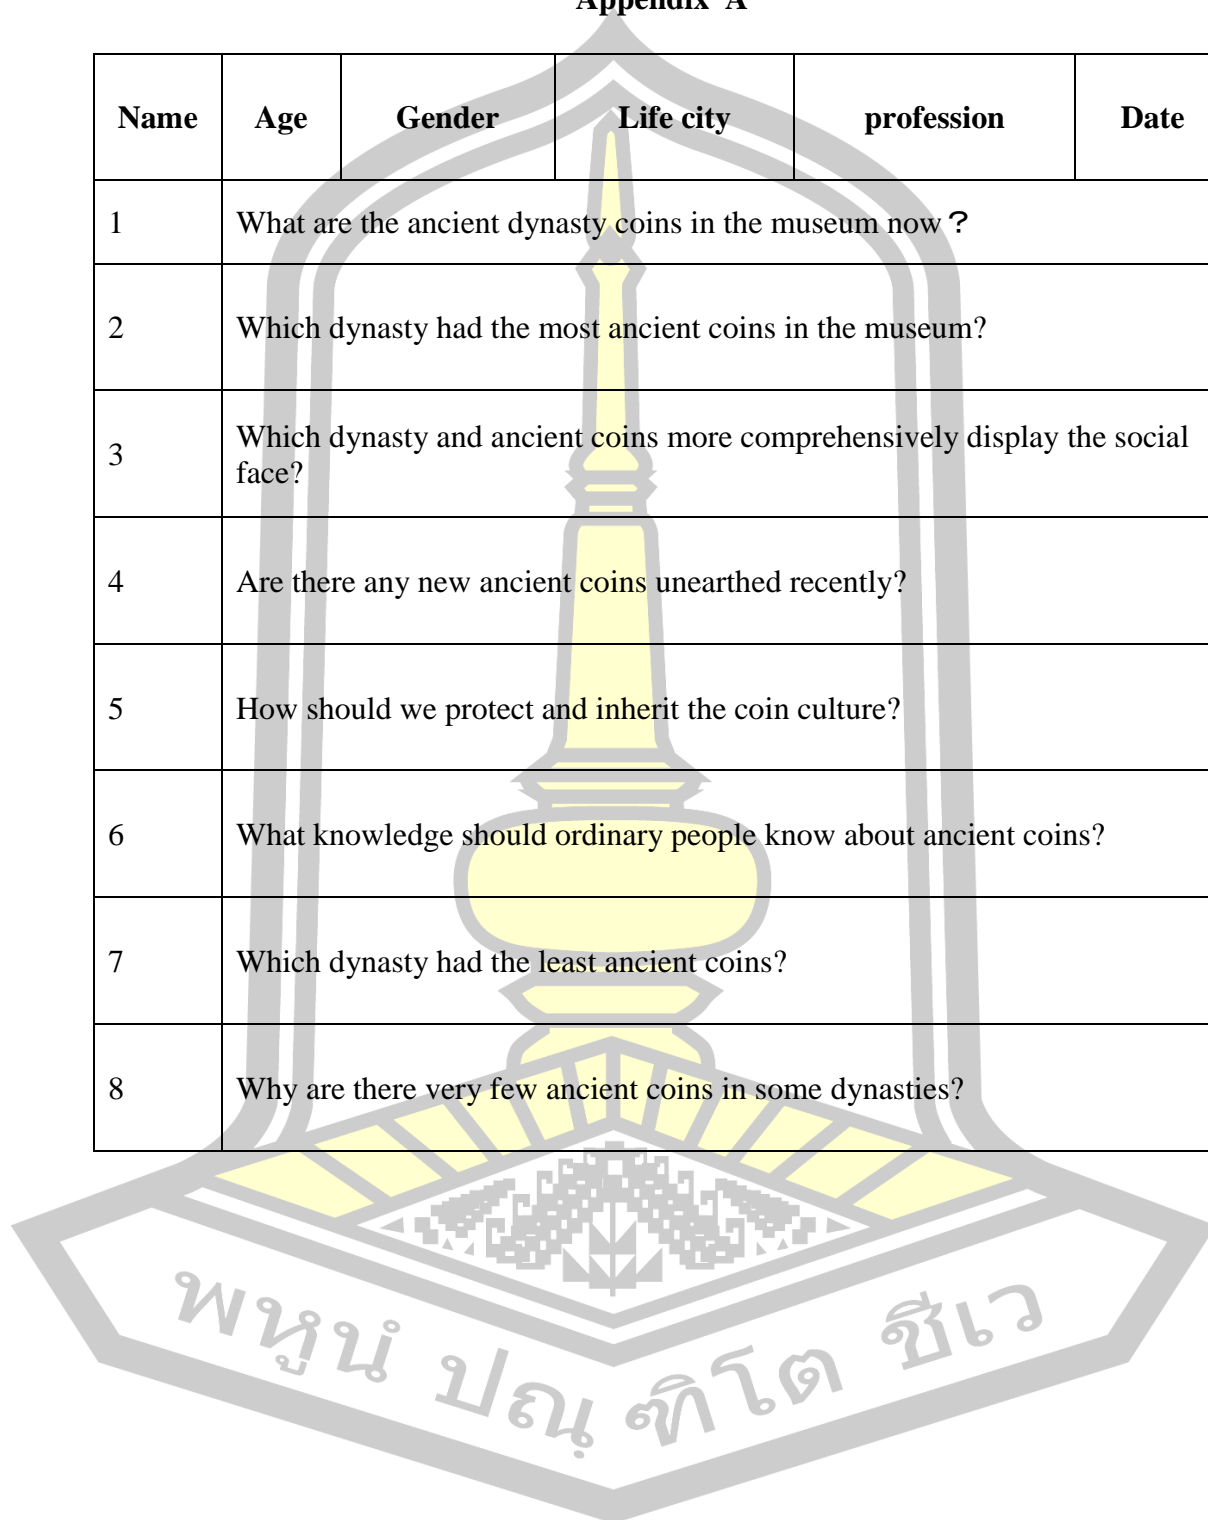 Appendix A
Name Age Gender Life city profession Date
1 What are the ancient dynasty coins in the museum now？
2 Which dynasty had the most ancient coins in the museum?
3 Which dynasty and ancient coins more comprehensively display the social
face?
4 Are there any new ancient coins unearthed recently?
5 How should we protect and inherit the coin culture?
6 What knowledge should ordinary people know about ancient coins?
7 Which dynasty had the least ancient coins?
8 Why are there very few ancient coins in some dynasties?
พหูนํ ปณฺ ฑิโต ชีเว